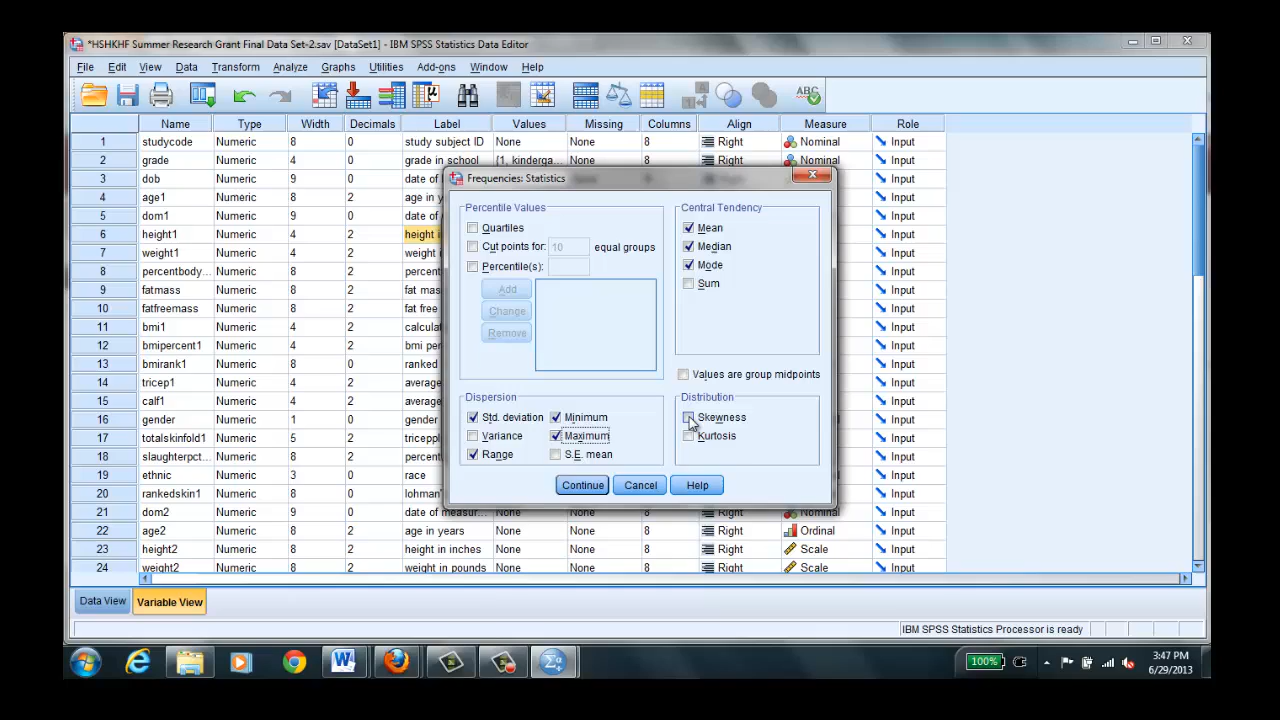 *HSHKHF Summer Research Grant Final Data Set-2.sav [DataSet1] - IBM SPSS Statistics Data Editor
File Edit View Data Transform Analyze Graphs Utilities Add-ons Window Help
Name Type Width Decimals Label Values Missing Columns Align Measure Role
1 studycode Numeric 8 0 study subject ID None None 8 Right Nominal Input
2 grade Numeric 4 0 grade in school {1, kinderga... None 8 Right Nominal Input
3 dob Numeric 9 0 date of Input
4 age1 Numeric 8 2 age in y Input
5 dom1 Numeric 9 0 date of Input
6 height1 Numeric 4 2 height i Input
7 weight1 Numeric 4 2 weight i Input
8 percentbody... Numeric 8 2 percent Input
9 fatmass Numeric 8 2 fat mas Input
10 fatfreemass Numeric 8 2 fat free Input
11 bmi1 Numeric 4 2 calculat Input
12 bmipercent1 Numeric 4 2 bmi per Input
13 bmirank1 Numeric 8 0 ranked Input
14 tricep1 Numeric 4 2 average Input
15 calf1 Numeric 4 2 average Input
16 gender Numeric 1 0 gender Input
17 totalskinfold1 Numeric 5 2 triceppl Input
18 slaughterpct... Numeric 8 2 percent Input
19 ethnic Numeric 3 0 race Input
20 rankedskin1 Numeric 8 0 lohman' Input
21 dom2 Numeric 9 0 date of measur... None None 8 Right Nominal Input
22 age2 Numeric 8 2 age in years None None 8 Right Ordinal Input
23 height2 Numeric 8 2 height in inches None None 8 Right Scale Input
24 weight2 Numeric 8 2 weight in pounds None None 8 Right Scale Input
Frequencies: Statistics
Percentile Values
Quartiles
Cut points for: 10 equal groups
Percentile(s):
Add
Change
Remove
Central Tendency
Mean
Median
Mode
Sum
Values are group midpoints
Dispersion
Std. deviation Minimum
Variance Maximum
Range S.E. mean
Distribution
Skewness
Kurtosis
Continue Cancel Help
Data View Variable View
IBM SPSS Statistics Processor is ready
100% 3:47 PM
6/29/2013